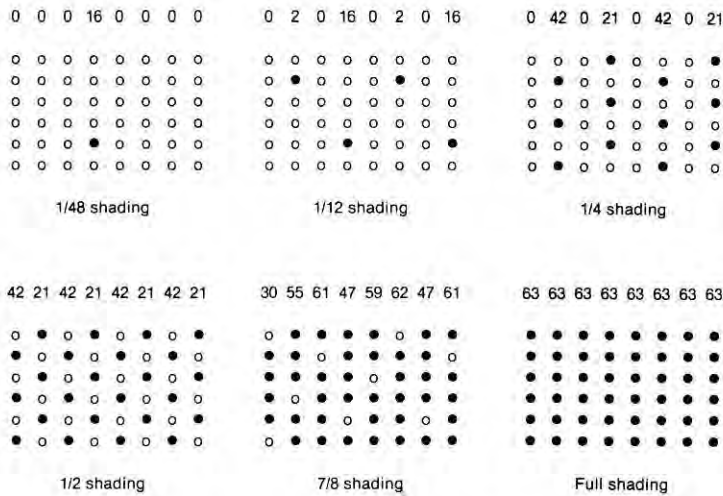 0 0 0 16 0 0 0 0
0 2 0 16 0 2 0 16
0 42 0 21 0 42 0 21
1/48 shading
1/12 shading
1/4 shading
42 21 42 21 42 21 42 21
30 55 61 47 59 62 47 61
63 63 63 63 63 63 63 63
1/2 shading
7/8 shading
Full shading